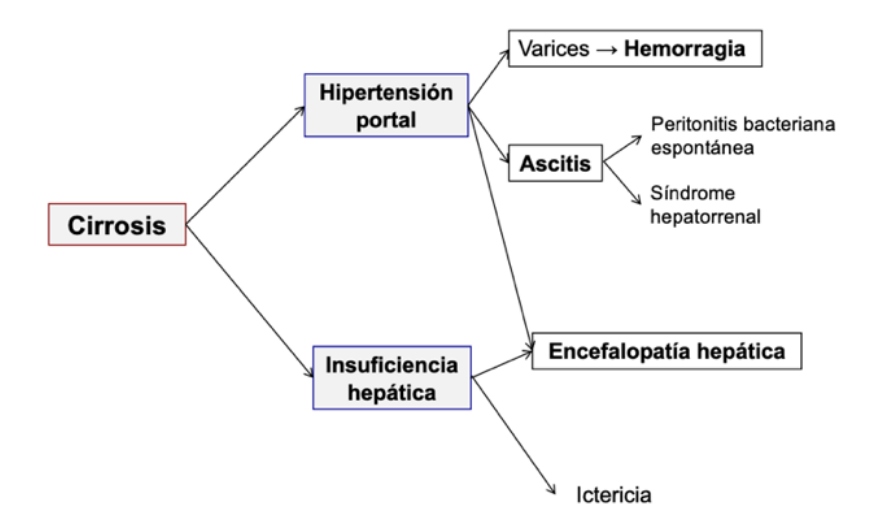 Varices → Hemorragia
Hipertensión
portal
Peritonitis bacteriana
espontánea
Ascitis
Síndrome
hepatorrenal
Cirrosis
Encefalopatía hepática
Insuficiencia
hepática
Ictericia